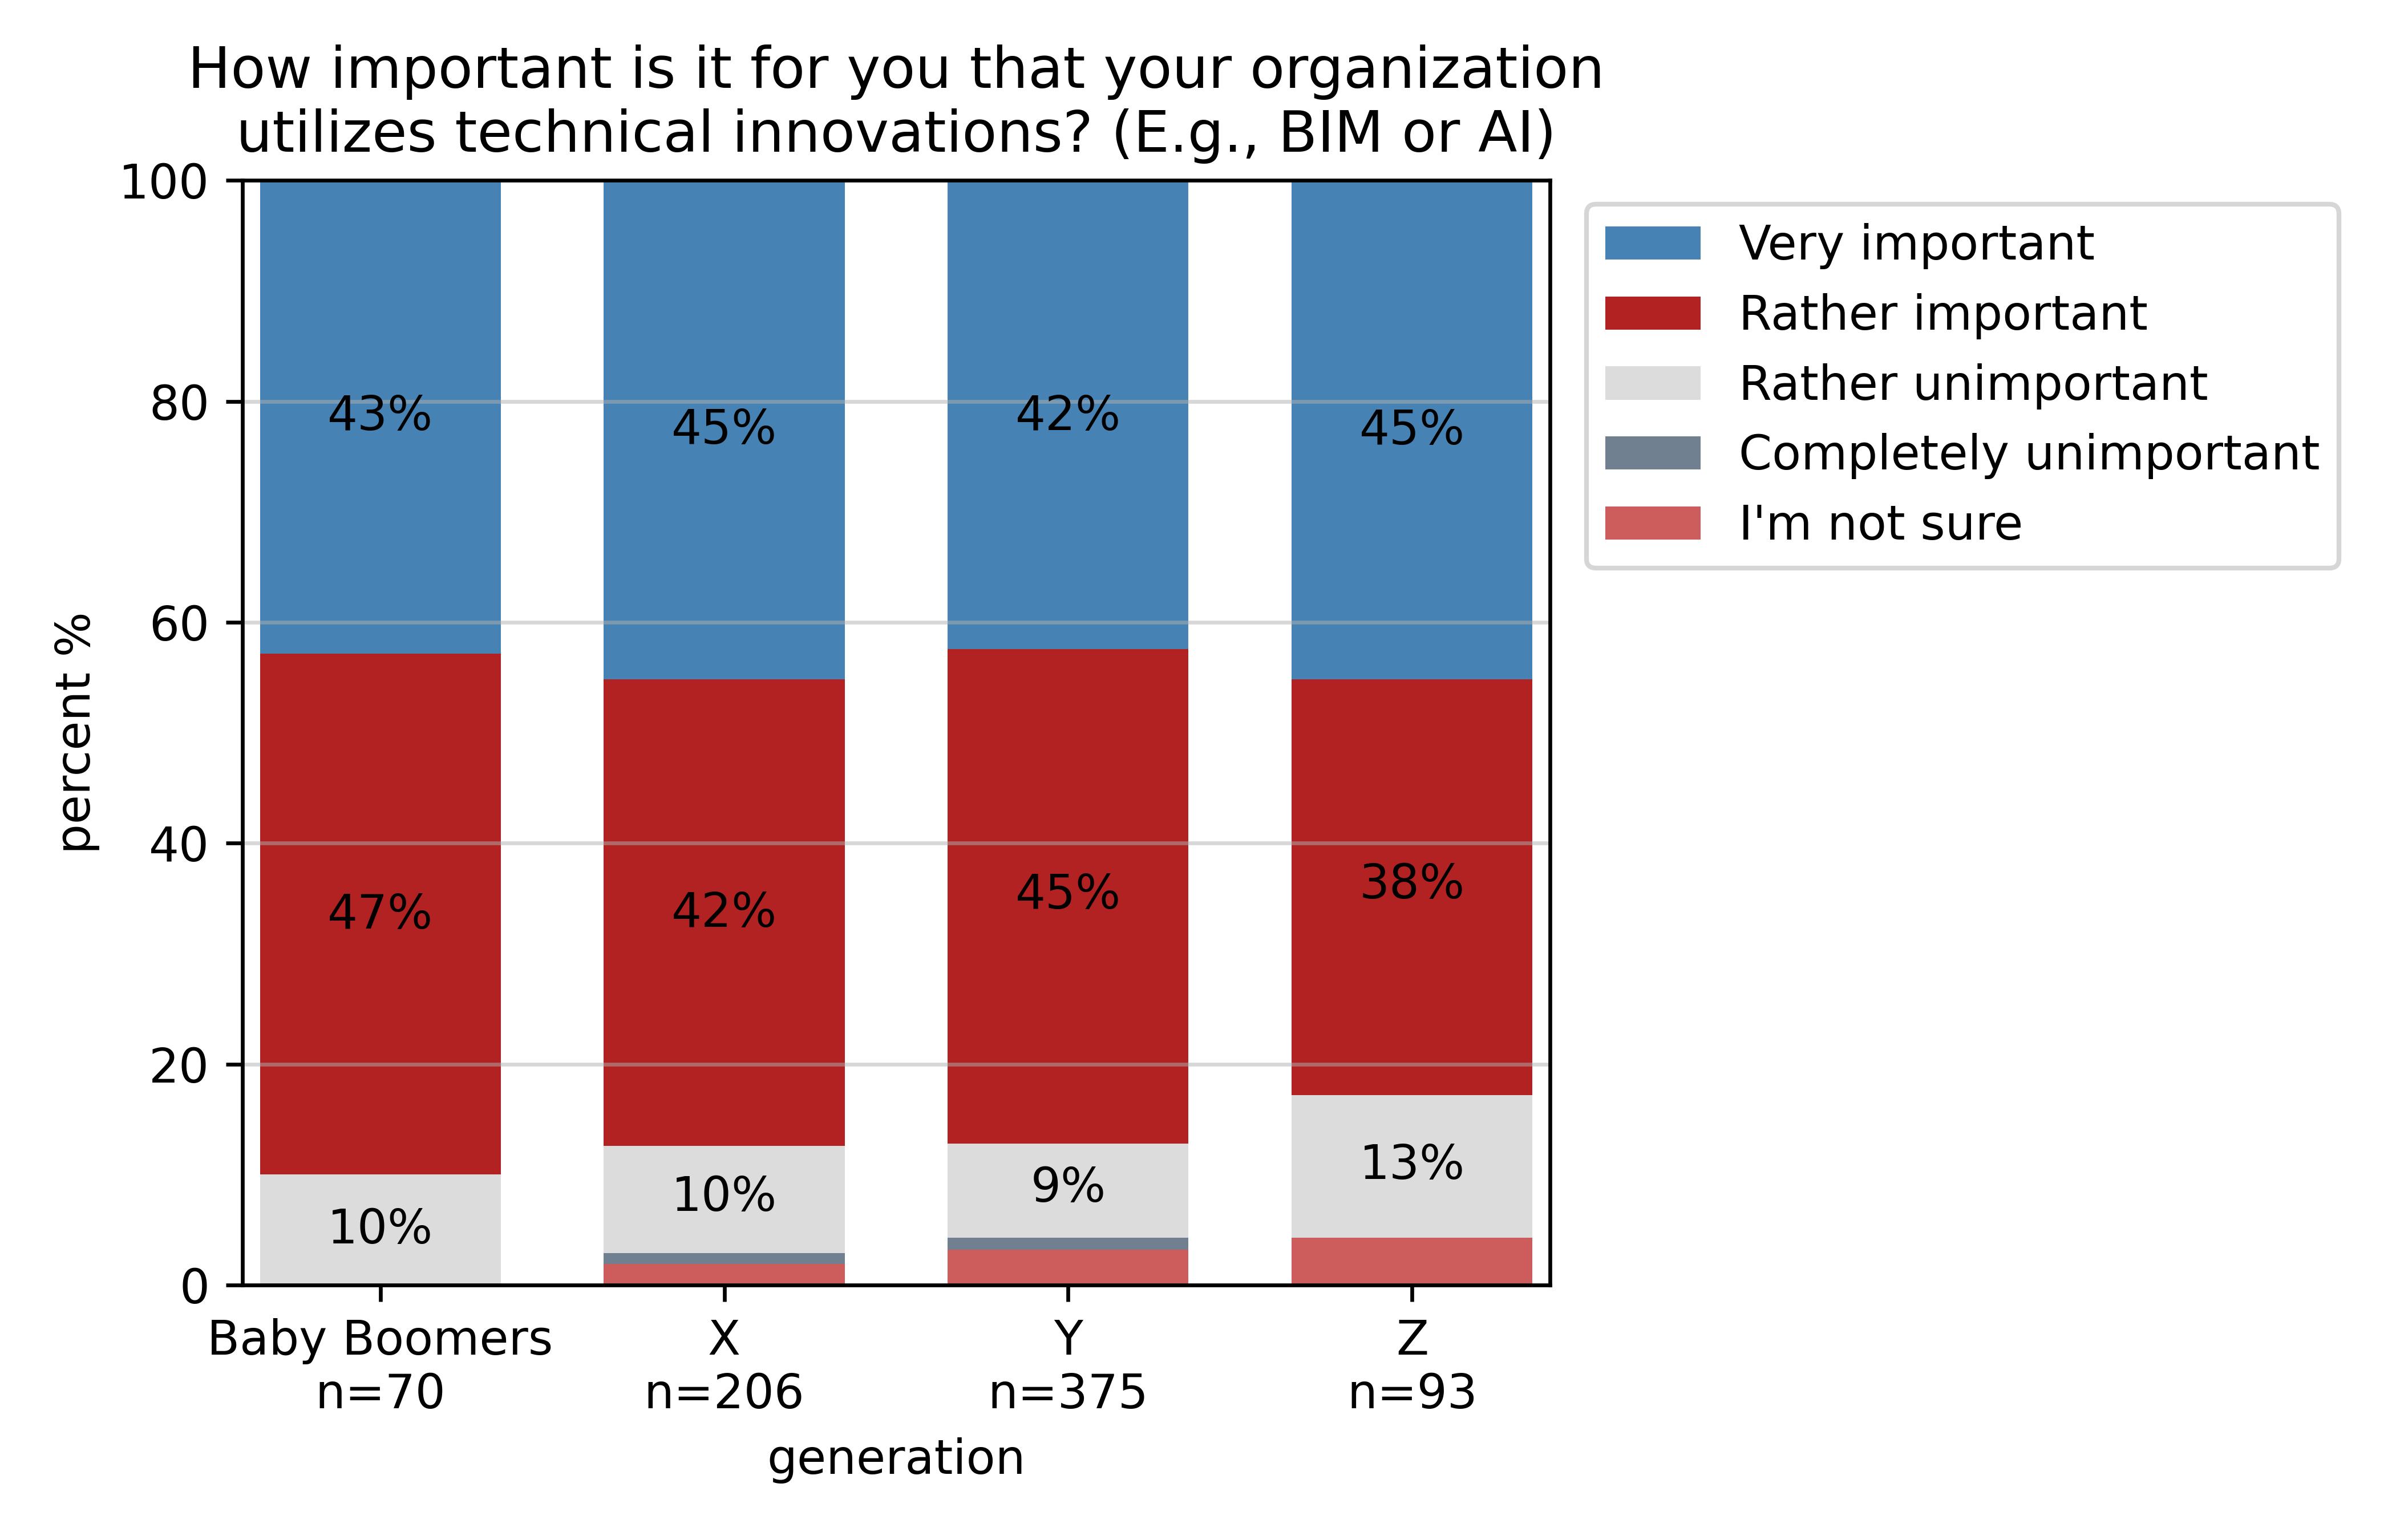 How important is it for you that your organization
utilizes technical innovations? (E.g., BIM or AI)
100
80
60
40
20
0
percent %
43%
45%
42%
45%
47%
42%
45%
38%
10%
10%
9%
13%
Baby Boomers
n=70
X
n=206
Y
n=375
Z
n=93
generation
Very important
Rather important
Rather unimportant
Completely unimportant
I'm not sure